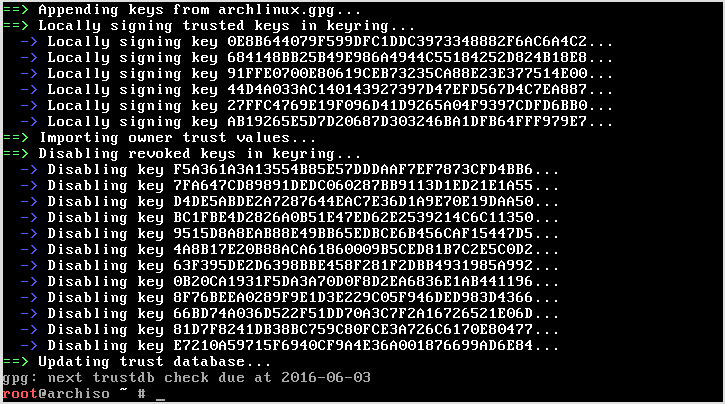 ==> Appending keys from archlinux.gpg...
==> Locally signing trusted keys in keyring...
-> Locally signing key 0E8B644079F599DFC1DDC3973348882F6AC6A4C2...
-> Locally signing key 684148BB25B49E986A4944C55184252D824B18E8...
-> Locally signing key 91FFE0700E80619CEB73235CA88E23E377514E00...
-> Locally signing key 44D4A033AC140143927397D47EFD567D4C7EA887...
-> Locally signing key 27FFC4769E19F096D41D9265A04F9397CDFD6BB0...
-> Locally signing key AB19265E5D7D20687D303246BA1DFB64FFF979E7...
==> Importing owner trust values...
==> Disabling revoked keys in keyring...
-> Disabling key F5A361A3A13554B85E57DDDAAF7EF7873CFD4BB6...
-> Disabling key 7FA647CD89891DEDC060287BB9113D1ED21E1A55...
-> Disabling key D4DE5ABDE2A7287644EAC7E36D1A9E70E19DAA50...
-> Disabling key BC1FBE4D2826A0B51E47ED62E2539214C6C11350...
-> Disabling key 9515D8A8EAB88E49BB65EDBCE6B456CAF15447D5...
-> Disabling key 4A8B17E20B88ACA61860009B5CED81B7C2E5C0D2...
-> Disabling key 63F395DE2D6398BBE458F281F2DBB4931985A992...
-> Disabling key 0B20CA1931F5DA3A70D0F8D2EA6836E1AB441196...
-> Disabling key 8F76BEEA0289F9E1D3E229C05F946DED983D4366...
-> Disabling key 66BD74A036D522F51DD70A3C7F2A16726521E06D...
-> Disabling key 81D7F8241DB38BC759C80FCE3A726C6170E80477...
-> Disabling key E7210A59715F6940CF9A4E36A001876699AD6E84...
==> Updating trust database...
gpg: next trustdb check due at 2016-06-03
root@archiso ~ # _